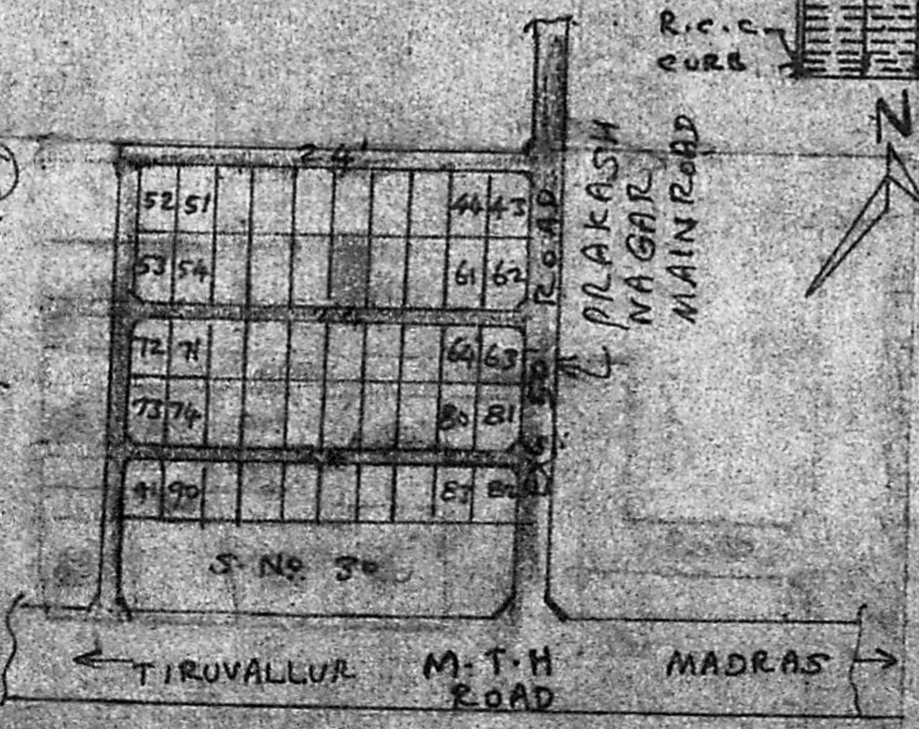 R.C.C.
CURB
N
24'
52 51 44 43
53 54 61 62
ROAD
PRAKASH
NAGAR
MAIN ROAD
72 71 64 63
73 74 80 81
91 90 83 82
S. No 30
TIRUVALLUR
M.T.H
ROAD
MADRAS